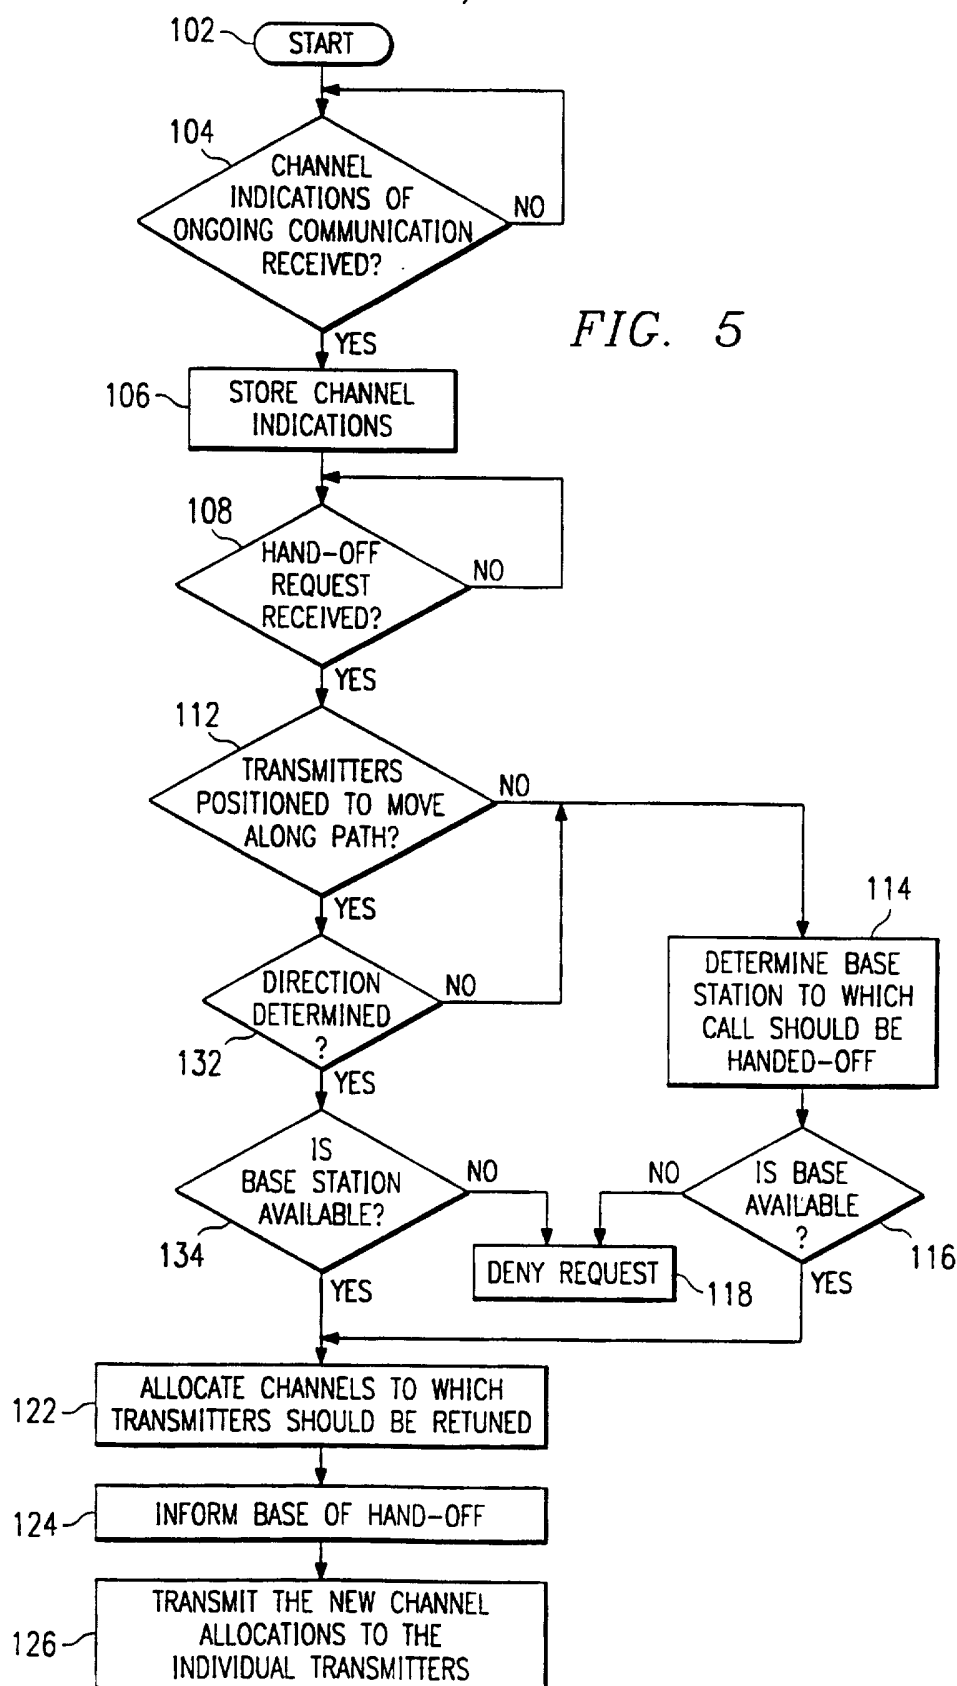 102
START
104
CHANNEL
INDICATIONS OF
ONGOING COMMUNICATION
RECEIVED?
NO
YES
FIG. 5
106
STORE CHANNEL
INDICATIONS
108
HAND-OFF
REQUEST
RECEIVED?
NO
YES
112
TRANSMITTERS
POSITIONED TO MOVE
ALONG PATH?
NO
YES
114
DETERMINE BASE
STATION TO WHICH
CALL SHOULD BE
HANDED-OFF
DIRECTION
DETERMINED
?
NO
132
YES
IS
BASE STATION
AVAILABLE?
NO
134
YES
NO
IS BASE
AVAILABLE
?
116
YES
DENY REQUEST
118
122
ALLOCATE CHANNELS TO WHICH
TRANSMITTERS SHOULD BE RETUNED
124
INFORM BASE OF HAND-OFF
126
TRANSMIT THE NEW CHANNEL
ALLOCATIONS TO THE
INDIVIDUAL TRANSMITTERS